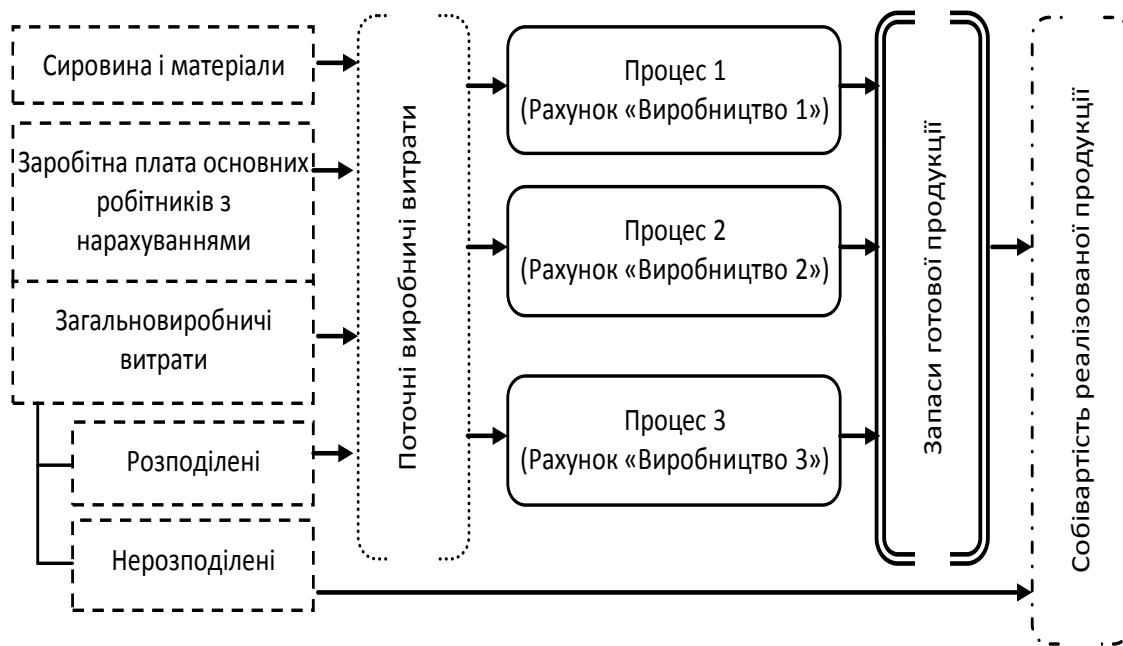 Сировина і матеріали
Заробітна плата основних
робітників з
нарахуваннями
Загальновиробничі
витрати
Розподілені
Нерозподілені
Поточні виробничі витрати
Процес 1
(Рахунок «Виробництво 1»)
Процес 2
(Рахунок «Виробництво 2»)
Процес 3
(Рахунок «Виробництво 3»)
Запаси готової продукції
Собівартість реалізованої продукції